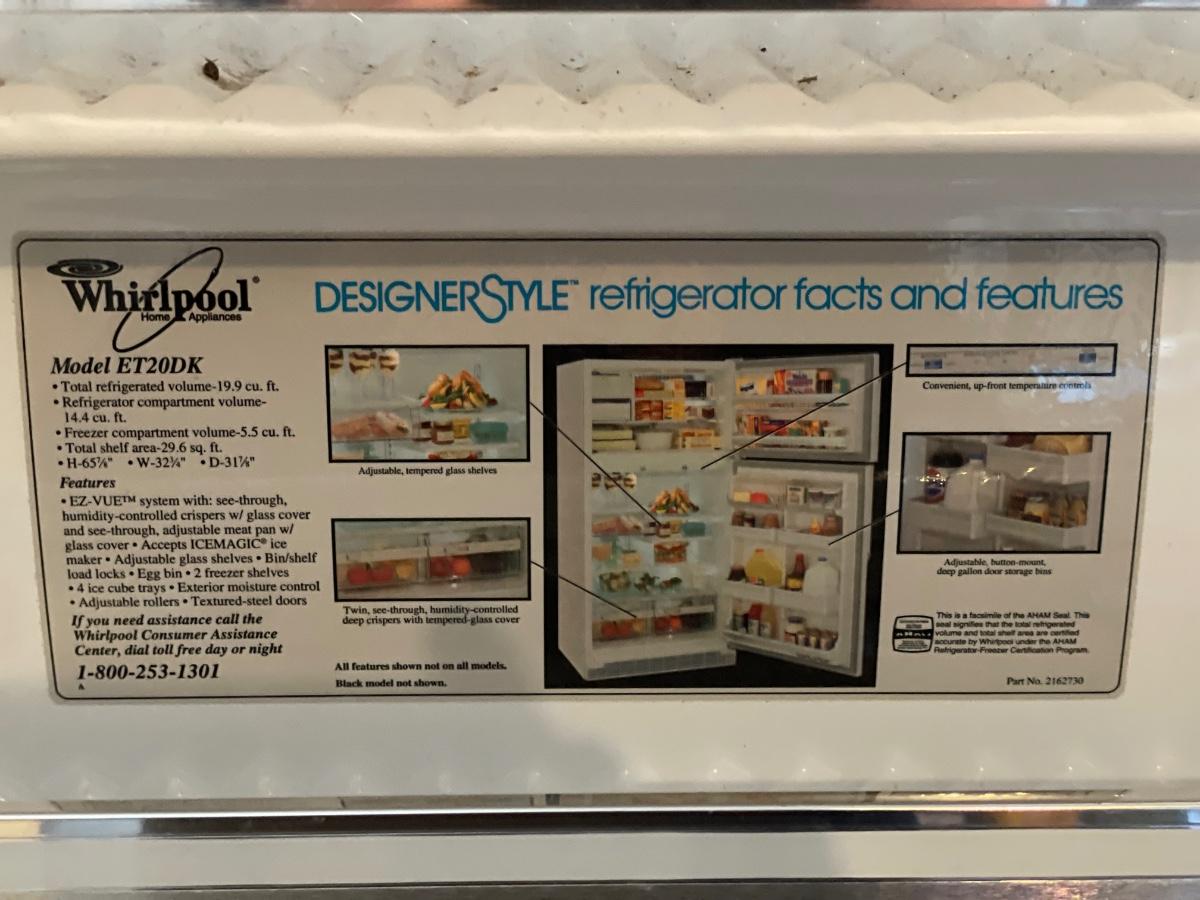 Whirlpool®
Home Appliances
DESIGNERSTYLE™ refrigerator facts and features
Model ET20DK
• Total refrigerated volume-19.9 cu. ft.
• Refrigerator compartment volume-
14.4 cu. ft.
• Freezer compartment volume-5.5 cu. ft.
• Total shelf area-29.6 sq. ft.
• H-65⅞" • W-32¾" • D-31⅞"
Features
• EZ-VUE™ system with: see-through,
humidity-controlled crispers w/ glass cover
and see-through, adjustable meat pan w/
glass cover • Accepts ICEMAGIC® ice
maker • Adjustable glass shelves • Bin/shelf
load locks • Egg bin • 2 freezer shelves
• 4 ice cube trays • Exterior moisture control
• Adjustable rollers • Textured-steel doors
If you need assistance call the
Whirlpool Consumer Assistance
Center, dial toll free day or night
1-800-253-1301
A
Adjustable, tempered glass shelves
Twin, see-through, humidity-controlled
deep crispers with tempered-glass cover
All features shown not on all models.
Black model not shown.
Convenient, up-front temperature controls
Adjustable, button-mount,
deep gallon door storage bins
AHAM
This is a facsimile of the AHAM Seal. This
seal signifies that the total refrigerated
volume and total shelf area are certified
accurate by Whirlpool under the AHAM
Refrigerator-Freezer Certification Program.
Part No. 2162730